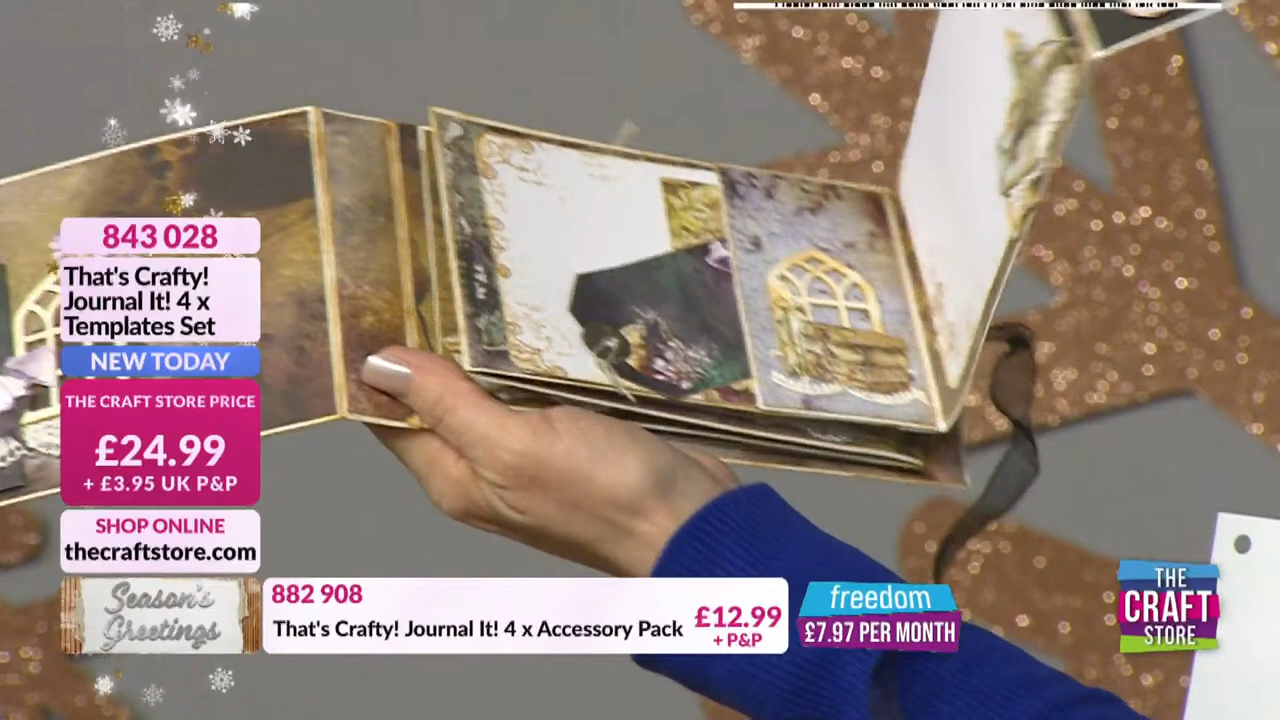 843 028
That's Crafty!
Journal It! 4 x
Templates Set
NEW TODAY
THE CRAFT STORE PRICE
£24.99
+ £3.95 UK P&P
SHOP ONLINE
thecraftstore.com
Season's
Greetings
882 908
That's Crafty! Journal It! 4 x Accessory Pack
£12.99
+ P&P
freedom
£7.97 PER MONTH
THE
CRAFT
STORE